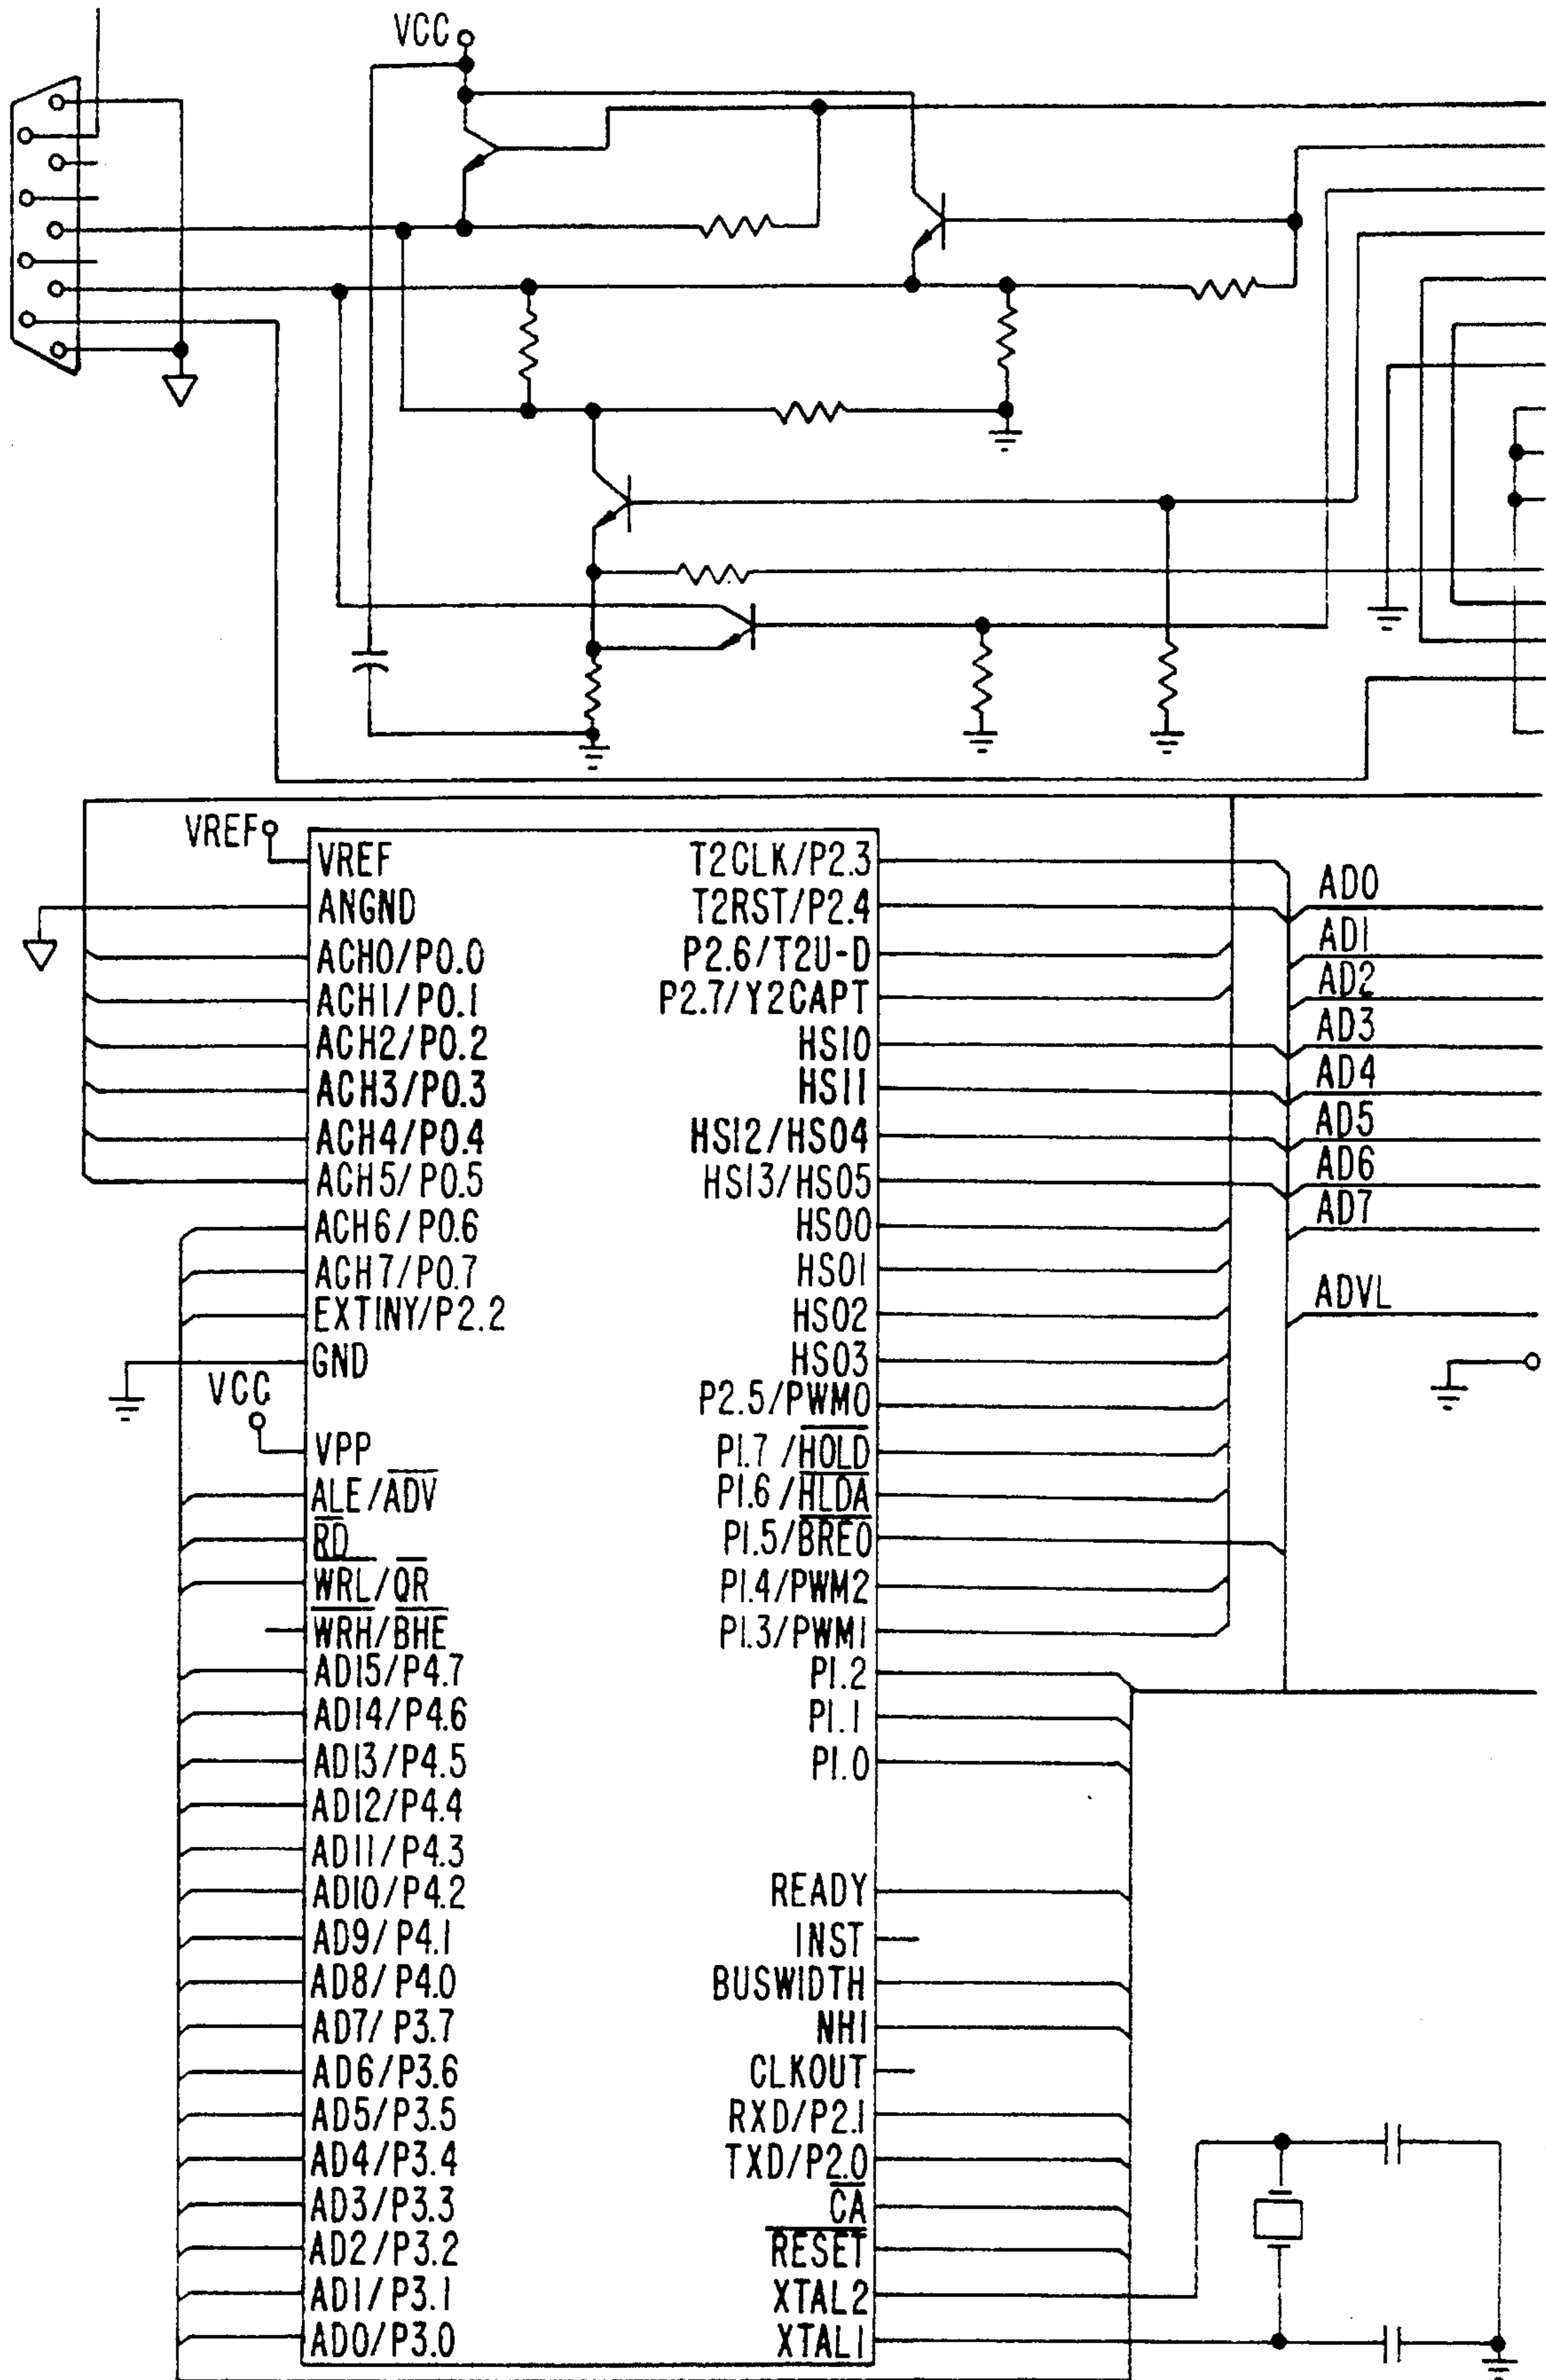 VCC
VREF
VREF
ANGND
ACH0/P0.0
ACH1/P0.1
ACH2/P0.2
ACH3/P0.3
ACH4/P0.4
ACH5/P0.5
ACH6/P0.6
ACH7/P0.7
EXTINY/P2.2
GND
VCC
VPP
ALE/ADV
RD
WRL/QR
WRH/BHE
AD15/P4.7
AD14/P4.6
AD13/P4.5
AD12/P4.4
AD11/P4.3
AD10/P4.2
AD9/P4.1
AD8/P4.0
AD7/P3.7
AD6/P3.6
AD5/P3.5
AD4/P3.4
AD3/P3.3
AD2/P3.2
AD1/P3.1
AD0/P3.0
T2CLK/P2.3
T2RST/P2.4
P2.6/T2U-D
P2.7/Y2CAPT
HSI0
HSI1
HSI2/HSO4
HSI3/HSO5
HSO0
HSO1
HSO2
HSO3
P2.5/PWM0
P1.7/HOLD
P1.6/HLDA
P1.5/BREQ
P1.4/PWM2
P1.3/PWM1
P1.2
P1.1
P1.0
READY
INST
BUSWIDTH
NHI
CLKOUT
RXD/P2.1
TXD/P2.0
CA
RESET
XTAL2
XTAL1
AD0
AD1
AD2
AD3
AD4
AD5
AD6
AD7
ADVL